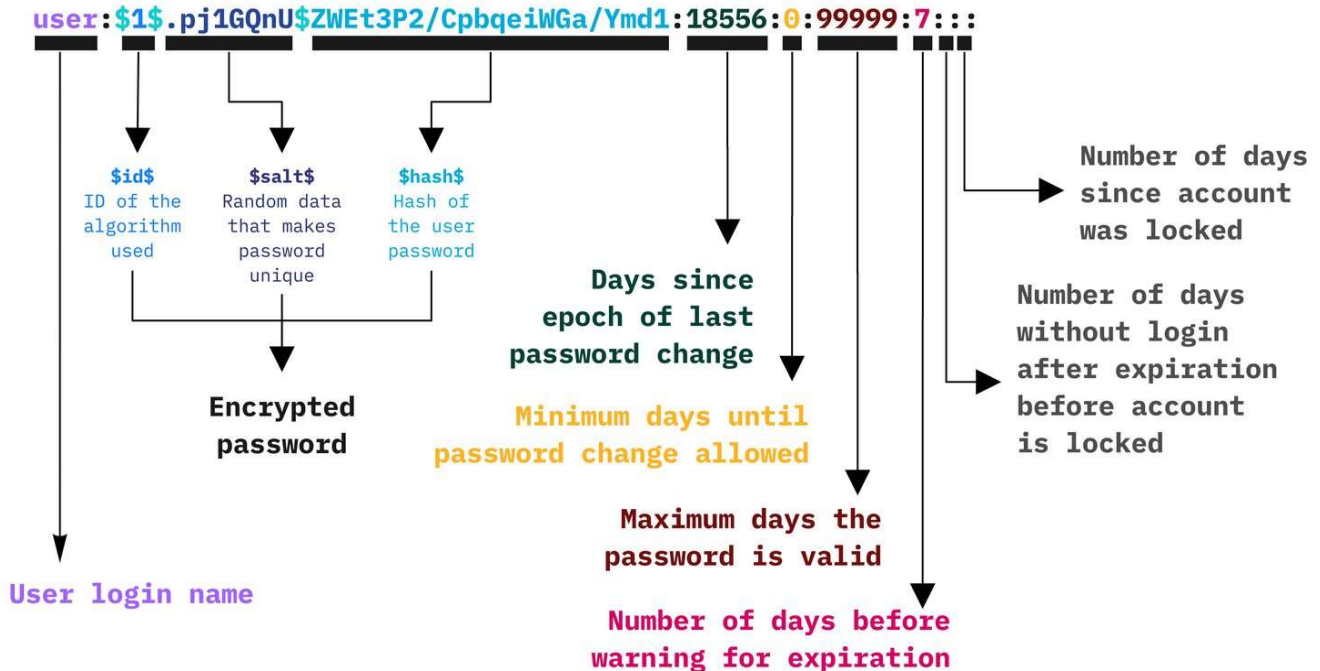 user:$1$.pj1GQnU$ZWEt3P2/CpbqeiWGa/Ymd1:18556:0:99999:7:::
$id$
ID of the
algorithm
used
$salt$
Random data
that makes
password
unique
$hash$
Hash of
the user
password
Encrypted
password
User login name
Days since
epoch of last
password change
Minimum days until
password change allowed
Maximum days the
password is valid
Number of days before
warning for expiration
Number of days
without login
after expiration
before account
is locked
Number of days
since account
was locked